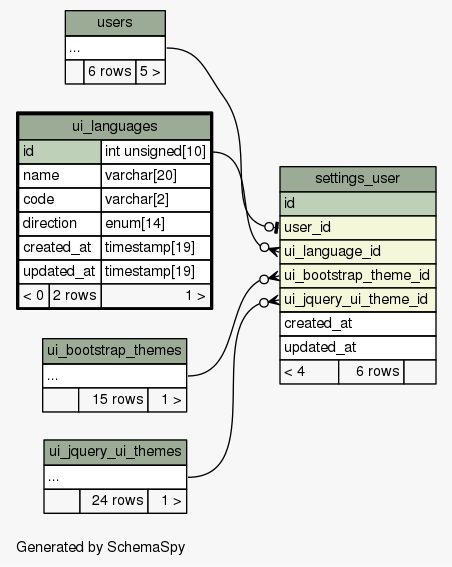 users
...
6 rows 5 >
ui_languages
id int unsigned[10]
name varchar[20]
code varchar[2]
direction enum[14]
created_at timestamp[19]
updated_at timestamp[19]
< 0 2 rows 1 >
settings_user
id
user_id
ui_language_id
ui_bootstrap_theme_id
ui_jquery_ui_theme_id
created_at
updated_at
< 4 6 rows
ui_bootstrap_themes
...
15 rows 1 >
ui_jquery_ui_themes
...
24 rows 1 >
Generated by SchemaSpy